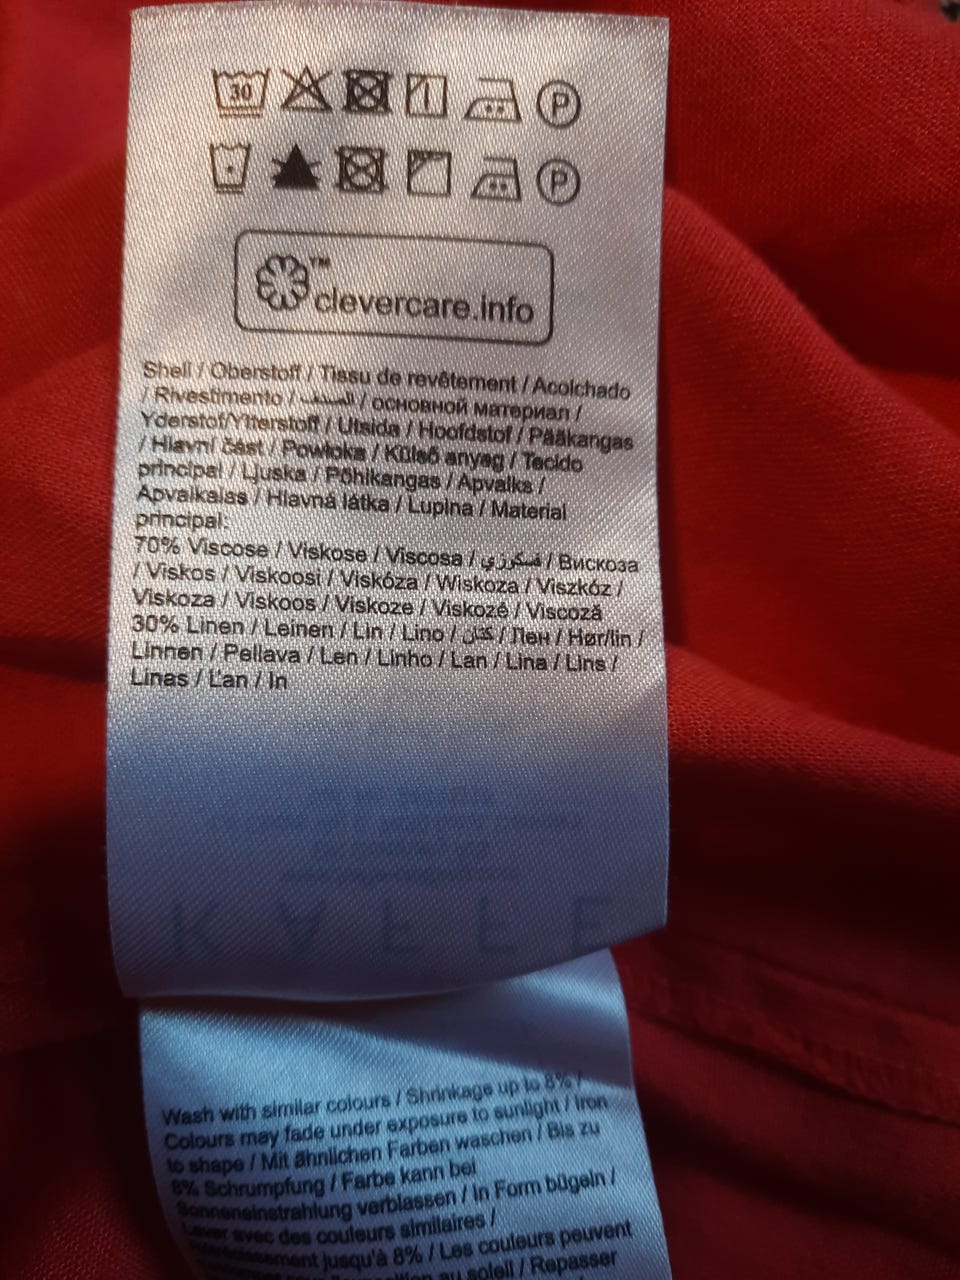 30
P
P
™
clevercare.info
Shell / Oberstoff / Tissu de revêtement / Acolchado
/ Rivestimento / الصنف / основной материал /
Yderstof/Ytterstoff / Utsida / Hoofdstof / Pääkangas
/ Hlavní část / Powłoka / Külső anyag / Tecido
principal / Ljuska / Põhikangas / Apvalks /
Apvalkalas / Hlavná látka / Lupina / Material
principal:
70% Viscose / Viskose / Viscosa / فسكوزي / Вискоза
/ Viskos / Viskoosi / Viskóza / Wiskoza / Viszkóz /
Viskoza / Viskoos / Viskoze / Viskozė / Viscoză
30% Linen / Leinen / Lin / Lino / كتان / Лен / Hør/lin /
Linnen / Pellava / Len / Linho / Lan / Lina / Lins /
Linas / Ľan / In
KAFFE
Wash with similar colours / Shrinkage up to 8% /
Colours may fade under exposure to sunlight / Iron
to shape / Mit ähnlichen Farben waschen / Bis zu
8% Schrumpfung / Farbe kann bei
Sonneneinstrahlung verblassen / In Form bügeln /
Laver avec des couleurs similaires /
jusqu'à 8% / Les couleurs peuvent
au soleil / Repasser